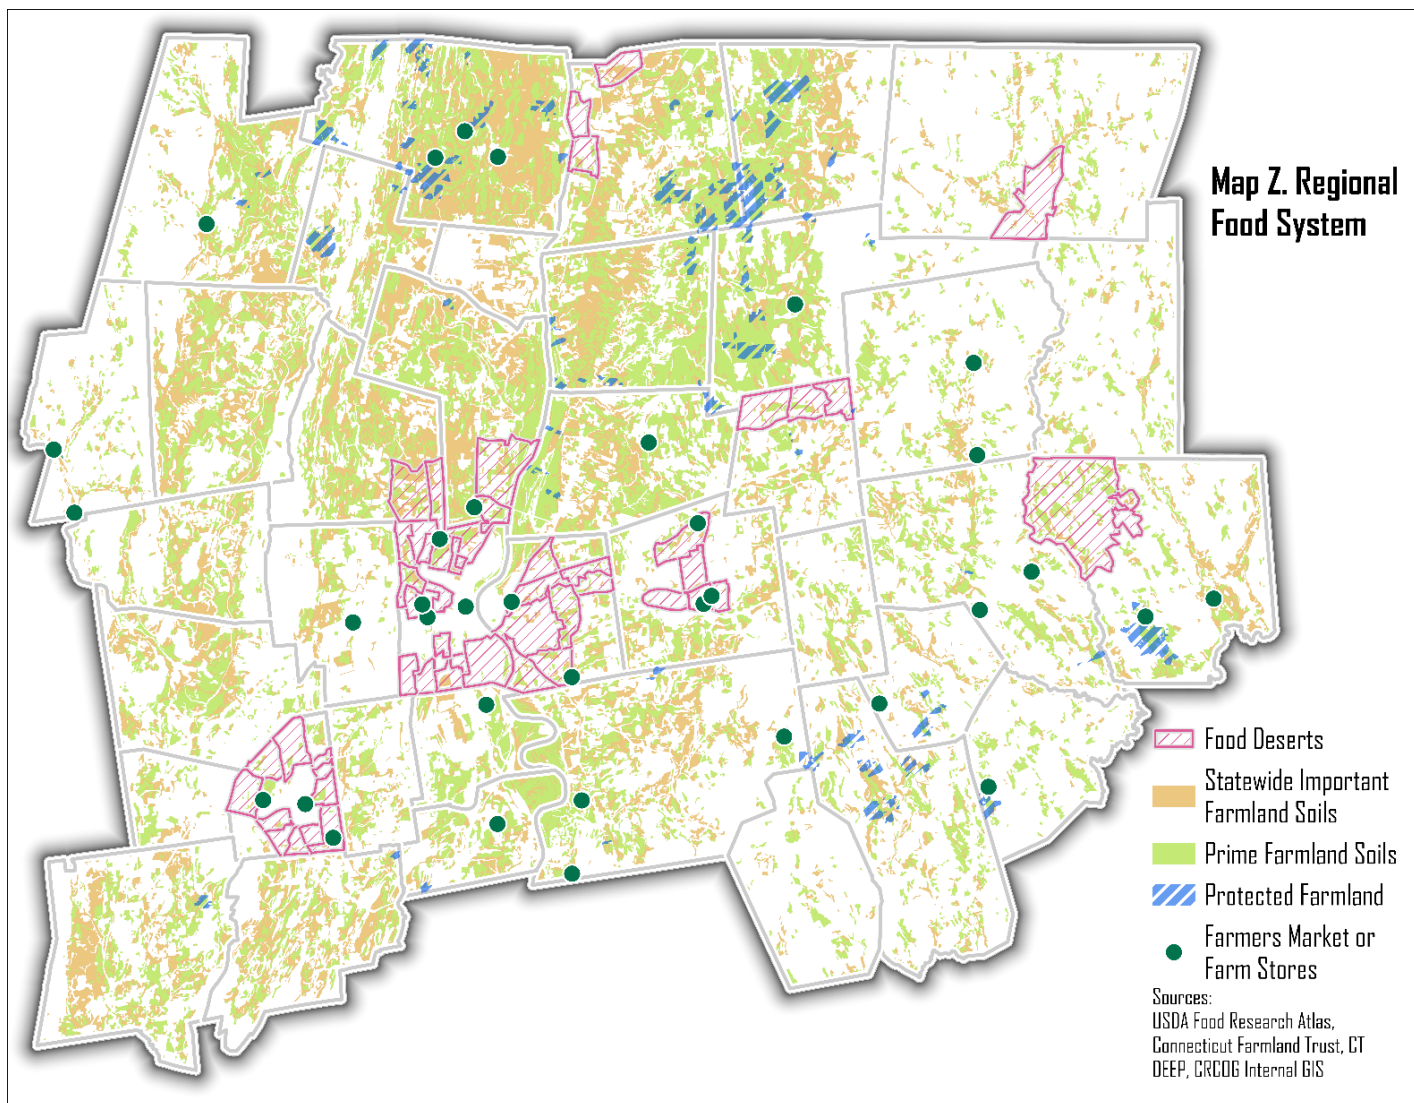 Map Z. Regional
Food System
Food Deserts
Statewide Important
Farmland Soils
Prime Farmland Soils
Protected Farmland
Farmers Market or
Farm Stores
Sources:
USDA Food Research Atlas,
Connecticut Farmland Trust, CT
DEEP, CRCOG Internal GIS